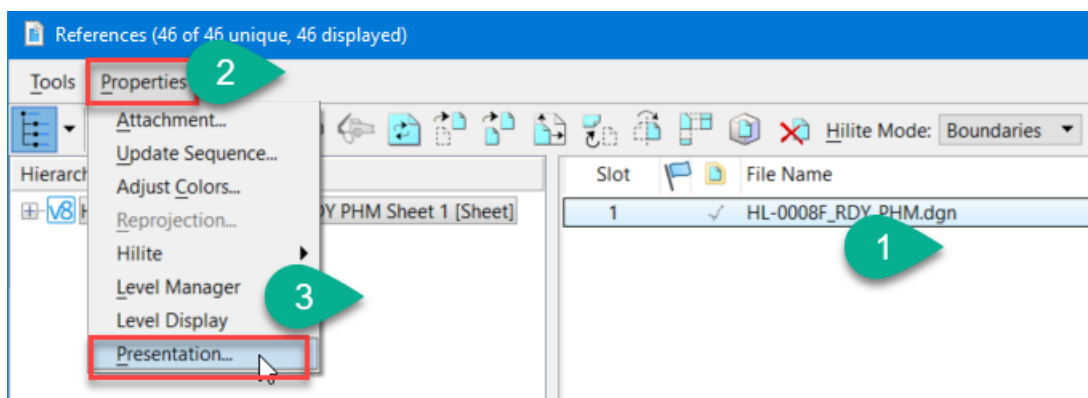 References (46 of 46 unique, 46 displayed)
Tools Properties 2
Attachment...
Update Sequence...
Adjust Colors...
Reprojection...
Hilite
Level Manager
3
Level Display
Presentation...
Hilite Mode: Boundaries
Hierarch
V8 DY PHM Sheet 1 [Sheet]
Slot File Name
1 HL-0008F_RDY_PHM.dgn
1